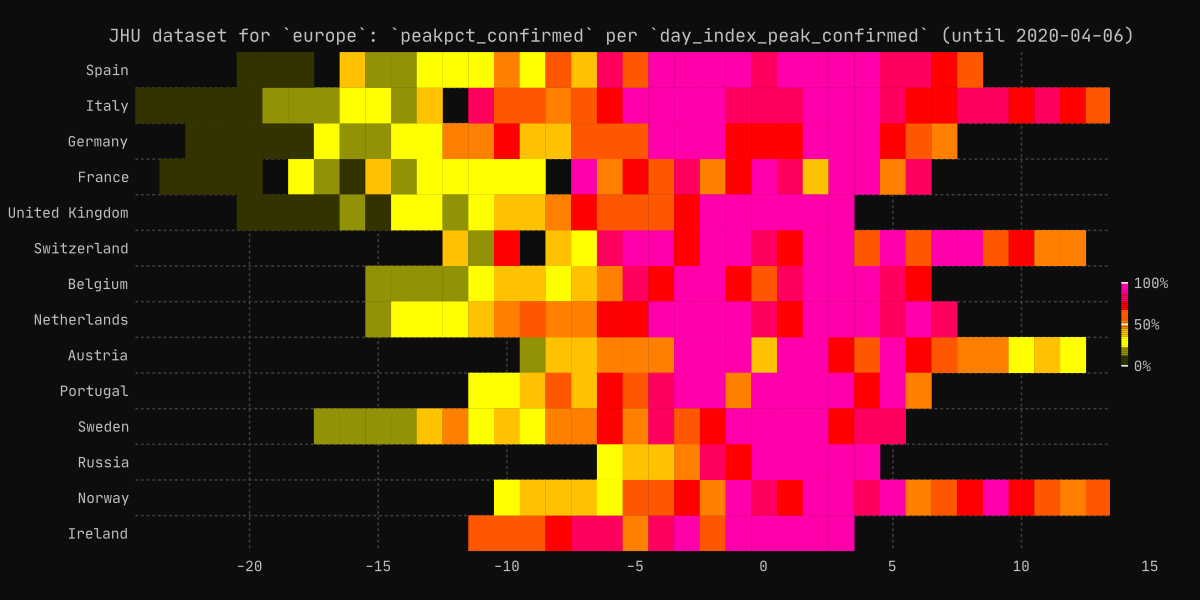 JHU dataset for `europe`: `peakpct_confirmed` per `day_index_peak_confirmed` (until 2020-04-06)
Spain
Italy
Germany
France
United Kingdom
Switzerland
Belgium
Netherlands
Austria
Portugal
Sweden
Russia
Norway
Ireland
100%
50%
0%
−20 −15 −10 −5 0 5 10 15